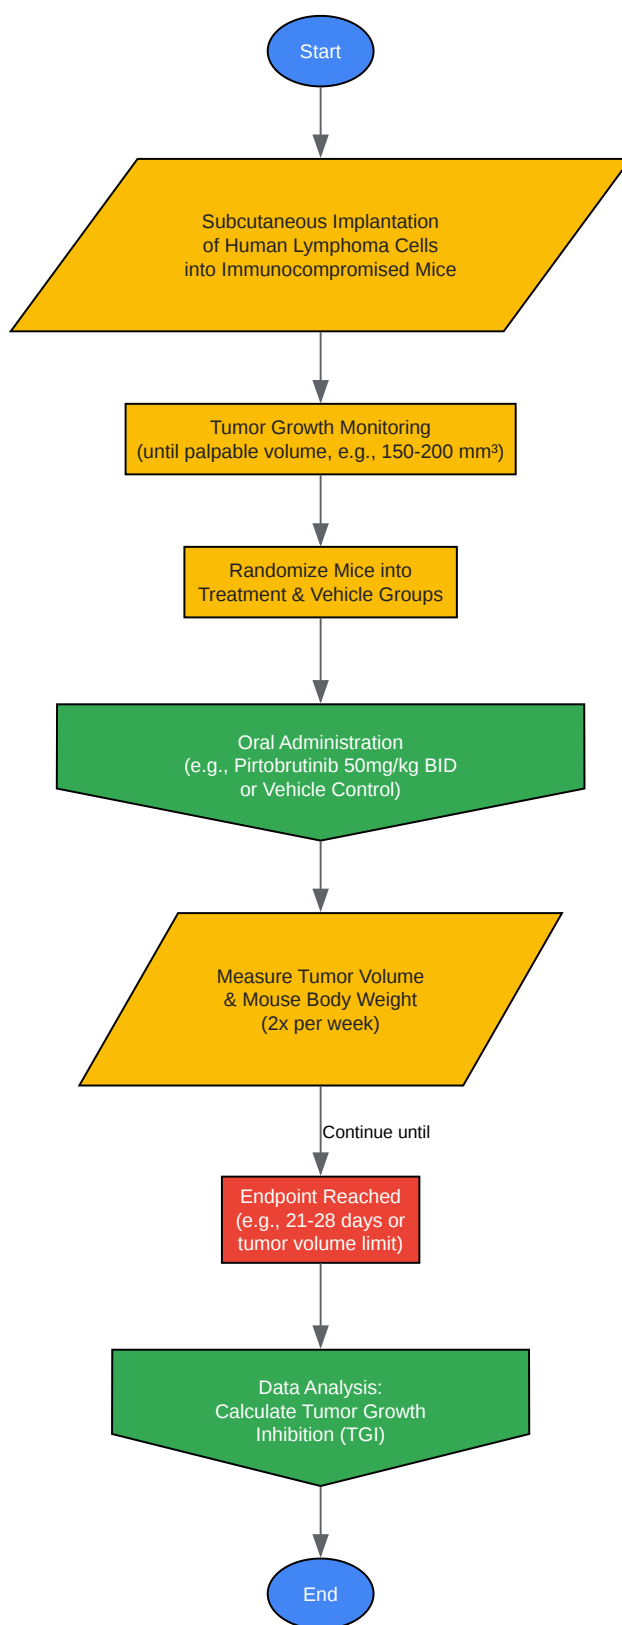 Start
Subcutaneous Implantation
of Human Lymphoma Cells
into Immunocompromised Mice
Tumor Growth Monitoring
(until palpable volume, e.g., 150-200 mm³)
Randomize Mice into
Treatment & Vehicle Groups
Oral Administration
(e.g., Pirtobrutinib 50mg/kg BID
or Vehicle Control)
Measure Tumor Volume
& Mouse Body Weight
(2x per week)
Continue until
Endpoint Reached
(e.g., 21-28 days or
tumor volume limit)
Data Analysis:
Calculate Tumor Growth
Inhibition (TGI)
End